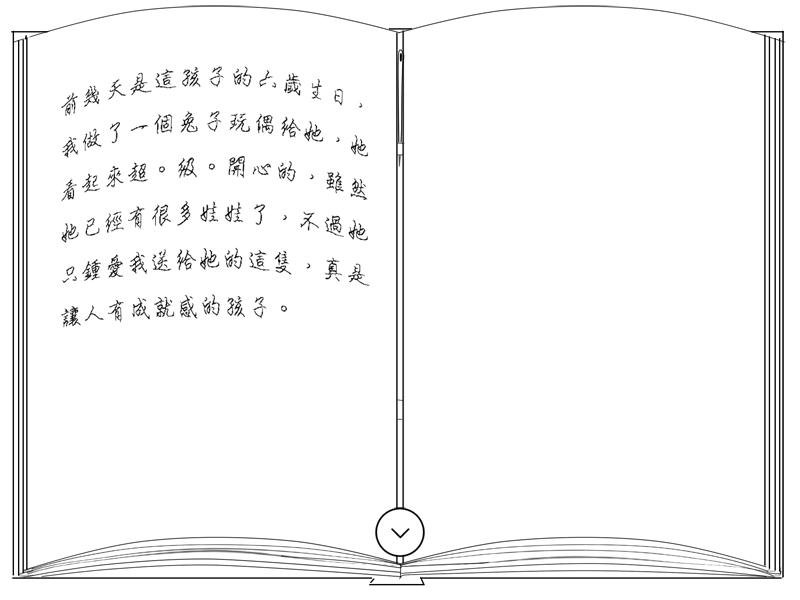 前幾天是這孩子的六歲生日，
我做了一個兔子玩偶給她，她
看起來超。級。開心的，雖然
她已經有很多娃娃了，不過她
只鍾愛我送給她的這隻，真是
讓人有成就感的孩子。